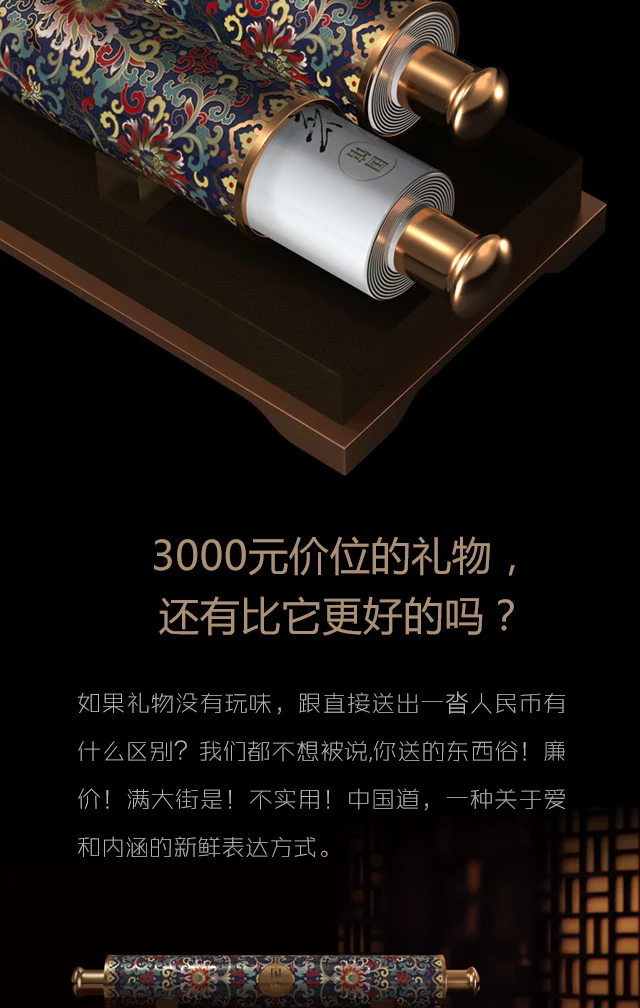 3000元价位的礼物，
还有比它更好的吗？
如果礼物没有玩味，跟直接送出一沓人民币有
什么区别？我们都不想被说,你送的东西俗！廉
价！满大街是！不实用！中国道，一种关于爱
和内涵的新鲜表达方式。
国